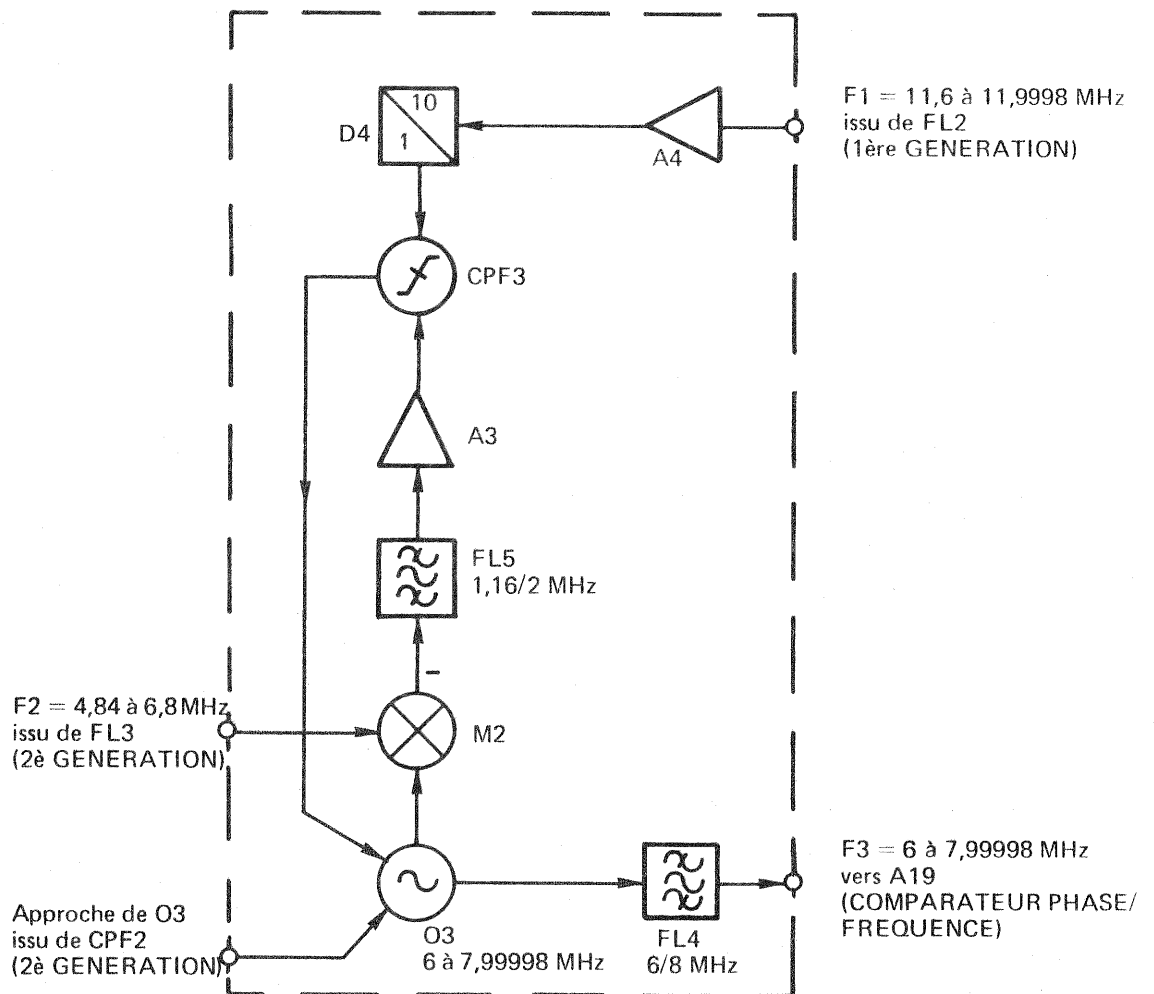 10
1
D4
A4
F1 = 11,6 à 11,9998 MHz
issu de FL2
(1ère GENERATION)
CPF3
A3
FL5
1,16/2 MHz
–
F2 = 4,84 à 6,8 MHz
issu de FL3
(2è GENERATION)
M2
Approche de O3
issu de CPF2
(2è GENERATION)
O3
6 à 7,99998 MHz
FL4
6/8 MHz
F3 = 6 à 7,99998 MHz
vers A19
(COMPARATEUR PHASE/
FREQUENCE)